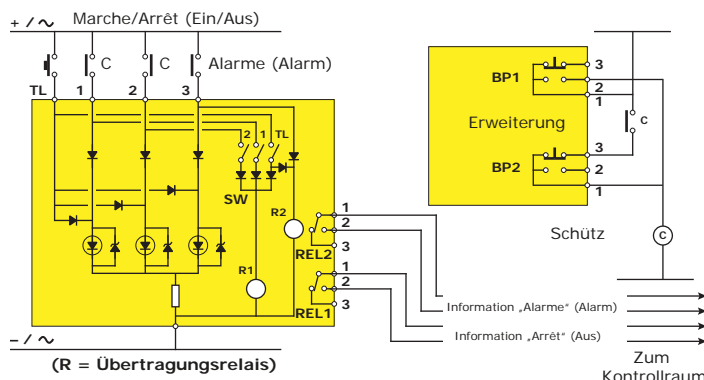 Marche/Arrêt (Ein/Aus)
+ / ~
C
C
Alarme (Alarm)
TL
1
2
3
2
1
TL
SW
R2
R1
1
2
3
REL2
1
2
3
REL1
– / ~
(R = Übertragungsrelais)
BP1
3
2
1
Erweiterung
C
BP2
3
2
1
Schütz
C
Information „Alarme“ (Alarm)
Information „Arrêt“ (Aus)
Zum
Kontrollraum